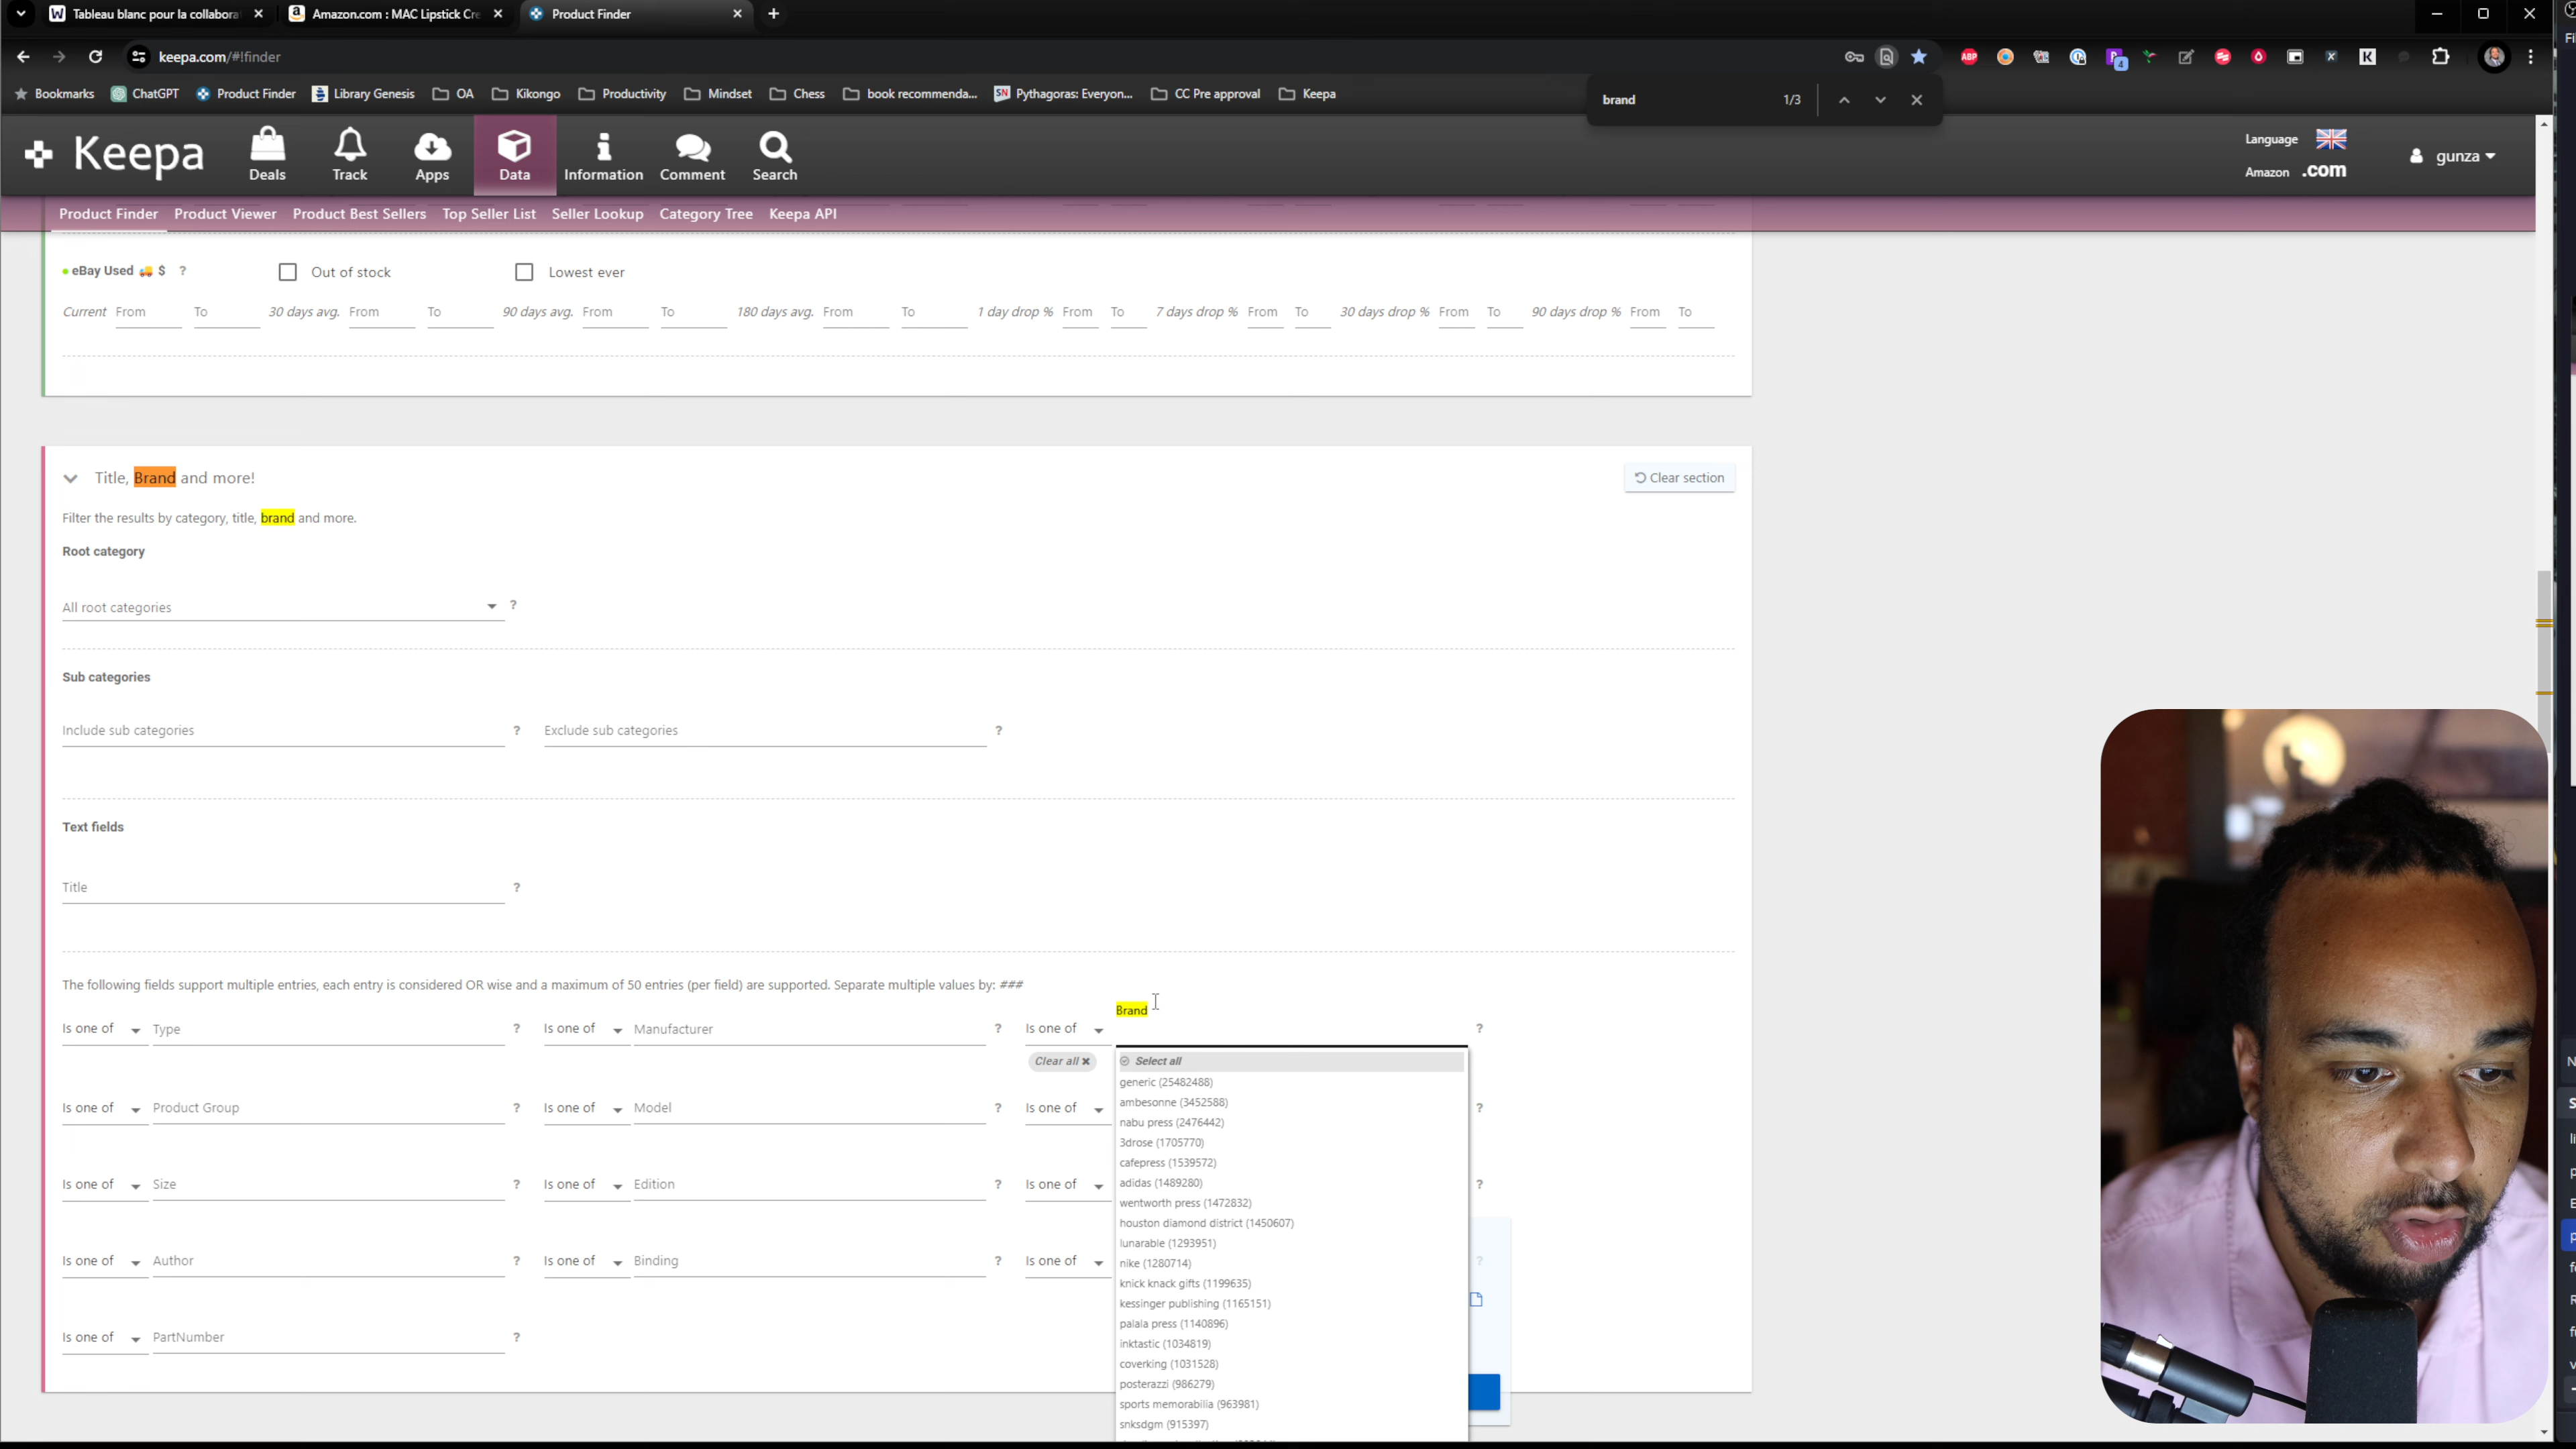 Tableau blanc pour la collabora
Amazon.com : MAC Lipstick Cre
Product Finder
keepa.com/#!finder
Bookmarks ChatGPT Product Finder Library Genesis OA Kikongo Productivity Mindset Chess book recommenda... Pythagoras: Everyon... CC Pre approval Keepa
brand 1/3
Keepa Deals Track Apps Data Information Comment Search
Language
Amazon .com
gunza
Product Finder Product Viewer Product Best Sellers Top Seller List Seller Lookup Category Tree Keepa API
eBay Used $ ? Out of stock Lowest ever
Current From To 30 days avg. From To 90 days avg. From To 180 days avg. From To 1 day drop % From To 7 days drop % From To 30 days drop % From To 90 days drop % From To
Title, Brand and more! Clear section
Filter the results by category, title, brand and more.
Root category
All root categories ?
Sub categories
Include sub categories ? Exclude sub categories ?
Text fields
Title ?
The following fields support multiple entries, each entry is considered OR wise and a maximum of 50 entries (per field) are supported. Separate multiple values by: ###
Brand
Is one of Type ? Is one of Manufacturer ? Is one of ?
Clear all Select all
generic (25482488)
ambesonne (3452588)
Is one of Product Group ? Is one of Model ? Is one of ?
nabu press (2476442)
3drose (1705770)
cafepress (1539572)
adidas (1489280)
Is one of Size ? Is one of Edition ? Is one of ?
wentworth press (1472832)
houston diamond district (1450607)
lunarable (1293951)
Is one of Author ? Is one of Binding ? Is one of ?
nike (1280714)
knick knack gifts (1199635)
kessinger publishing (1165151)
palala press (1140896)
Is one of PartNumber ?
inktastic (1034819)
coverking (1031528)
posterazzi (986279)
sports memorabilia (963981)
snksdgm (915397)